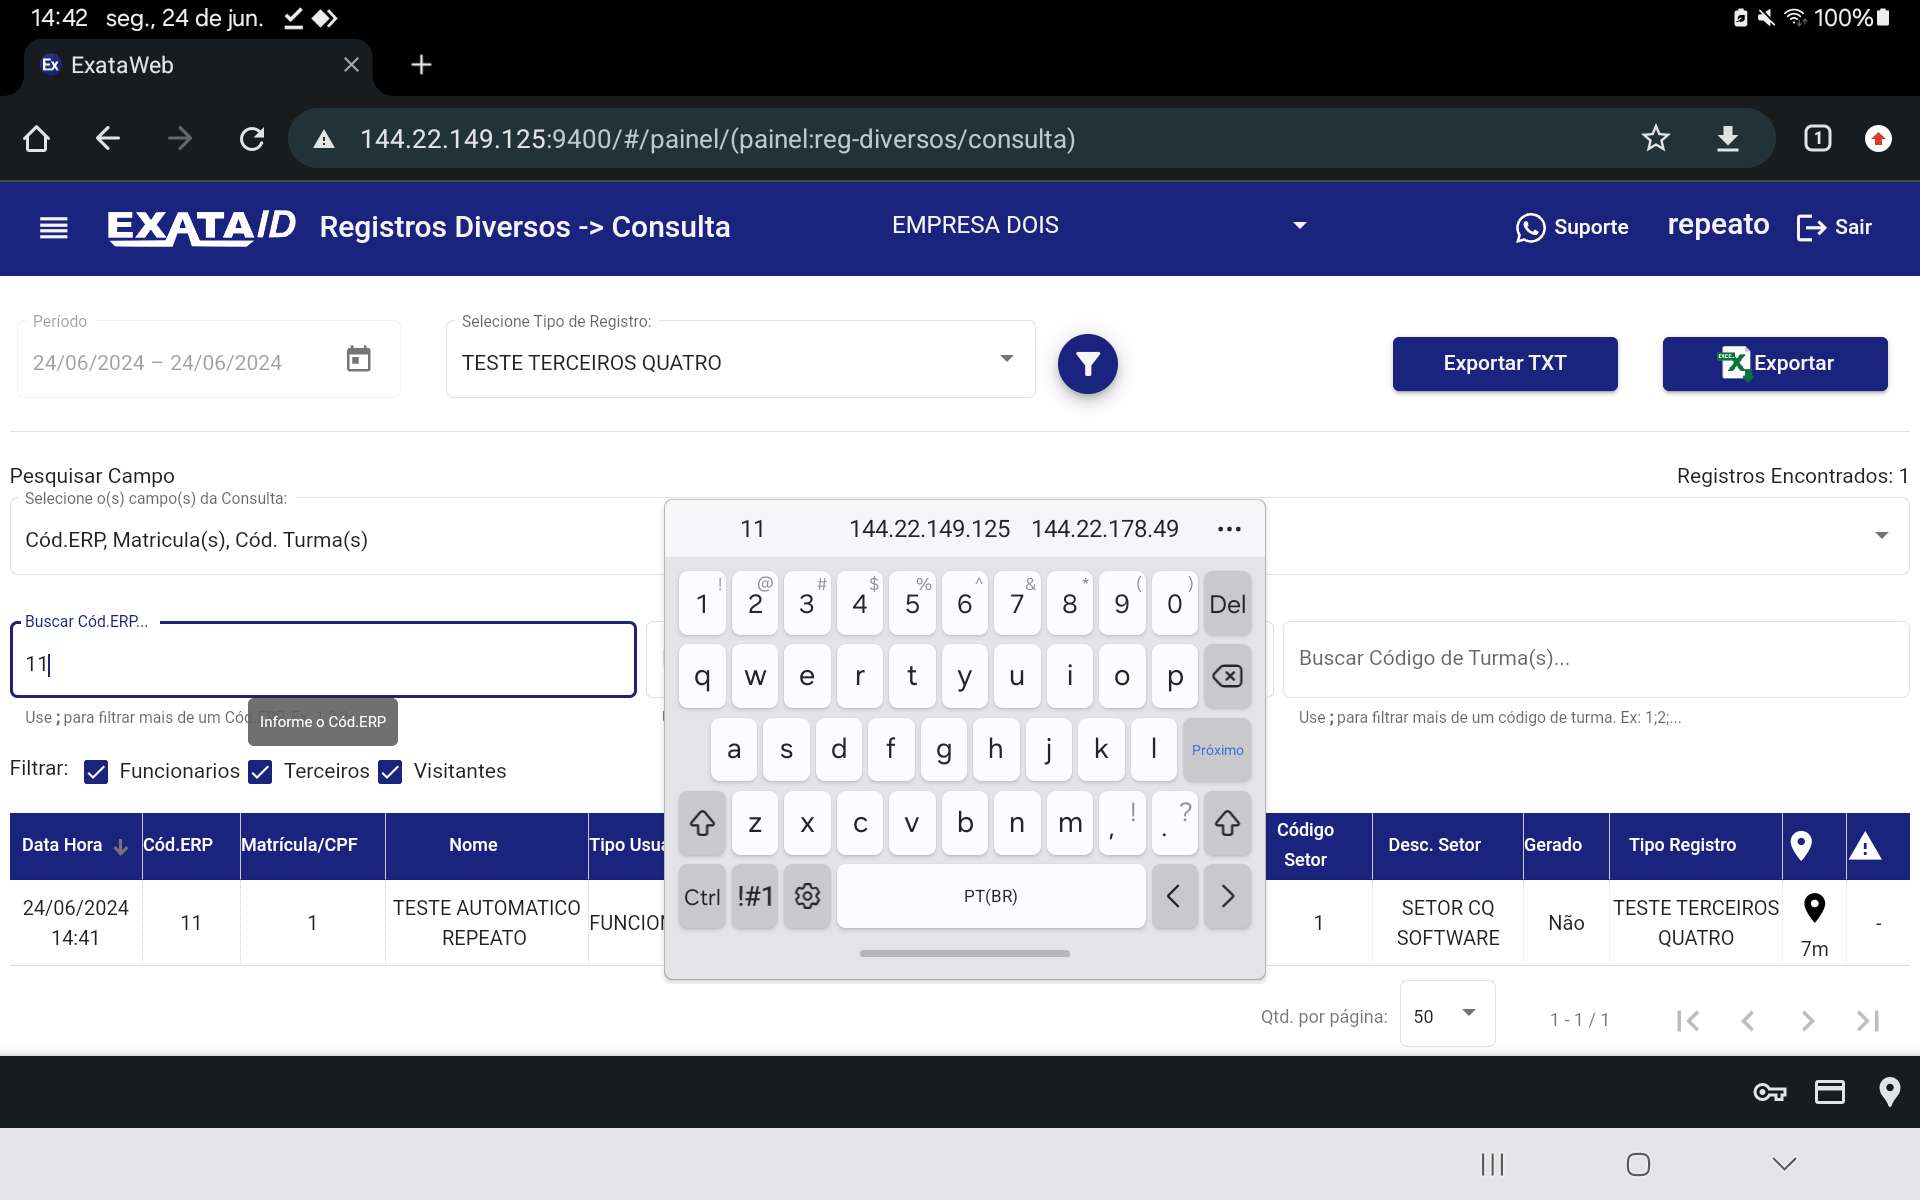 14:42 seg., 24 de jun.
100%
Ex ExataWeb
144.22.149.125:9400/#/painel/(painel:reg-diversos/consulta)
1
EXATA/ID Registros Diversos -> Consulta
EMPRESA DOIS
Suporte
repeato
Sair
Período
24/06/2024 – 24/06/2024
Selecione Tipo de Registro:
TESTE TERCEIROS QUATRO
Exportar TXT
Exportar
Pesquisar Campo
Registros Encontrados: 1
Selecione o(s) campo(s) da Consulta:
Cód.ERP, Matricula(s), Cód. Turma(s)
Buscar Cód.ERP...
11
Buscar Código de Turma(s)...
Use ; para filtrar mais de um Cód
Informe o Cód.ERP
Use ; para filtrar mais de um código de turma. Ex: 1;2;...
Filtrar: Funcionarios Terceiros Visitantes
Data Hora Cód.ERP Matrícula/CPF Nome Tipo Usua
Código Setor Desc. Setor Gerado Tipo Registro
24/06/2024 14:41 11 1 TESTE AUTOMATICO REPEATO FUNCION
1 SETOR CQ SOFTWARE Não TESTE TERCEIROS QUATRO 7m -
Qtd. por página: 50 1 - 1 / 1
11 144.22.149.125 144.22.178.49 •••
! @ # $ % ^ & * ( )
1 2 3 4 5 6 7 8 9 0 Del
q w e r t y u i o p
a s d f g h j k l Próximo
z x c v b n m , ! . ?
Ctrl !#1 PT(BR) < >